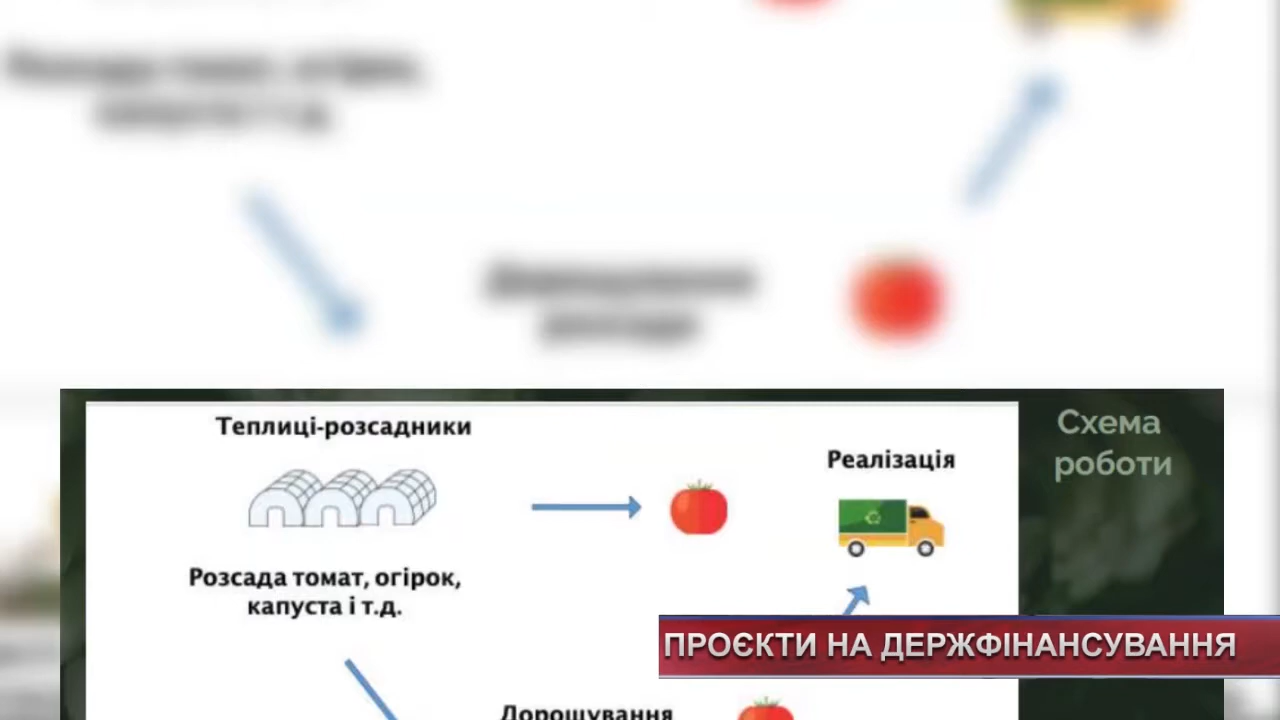 Теплиці-розсадники
Схема
роботи
Реалізація
Розсада томат, огірок,
капуста і т.д.
ПРОЄКТИ НА ДЕРЖФІНАНСУВАННЯ
Дорощування